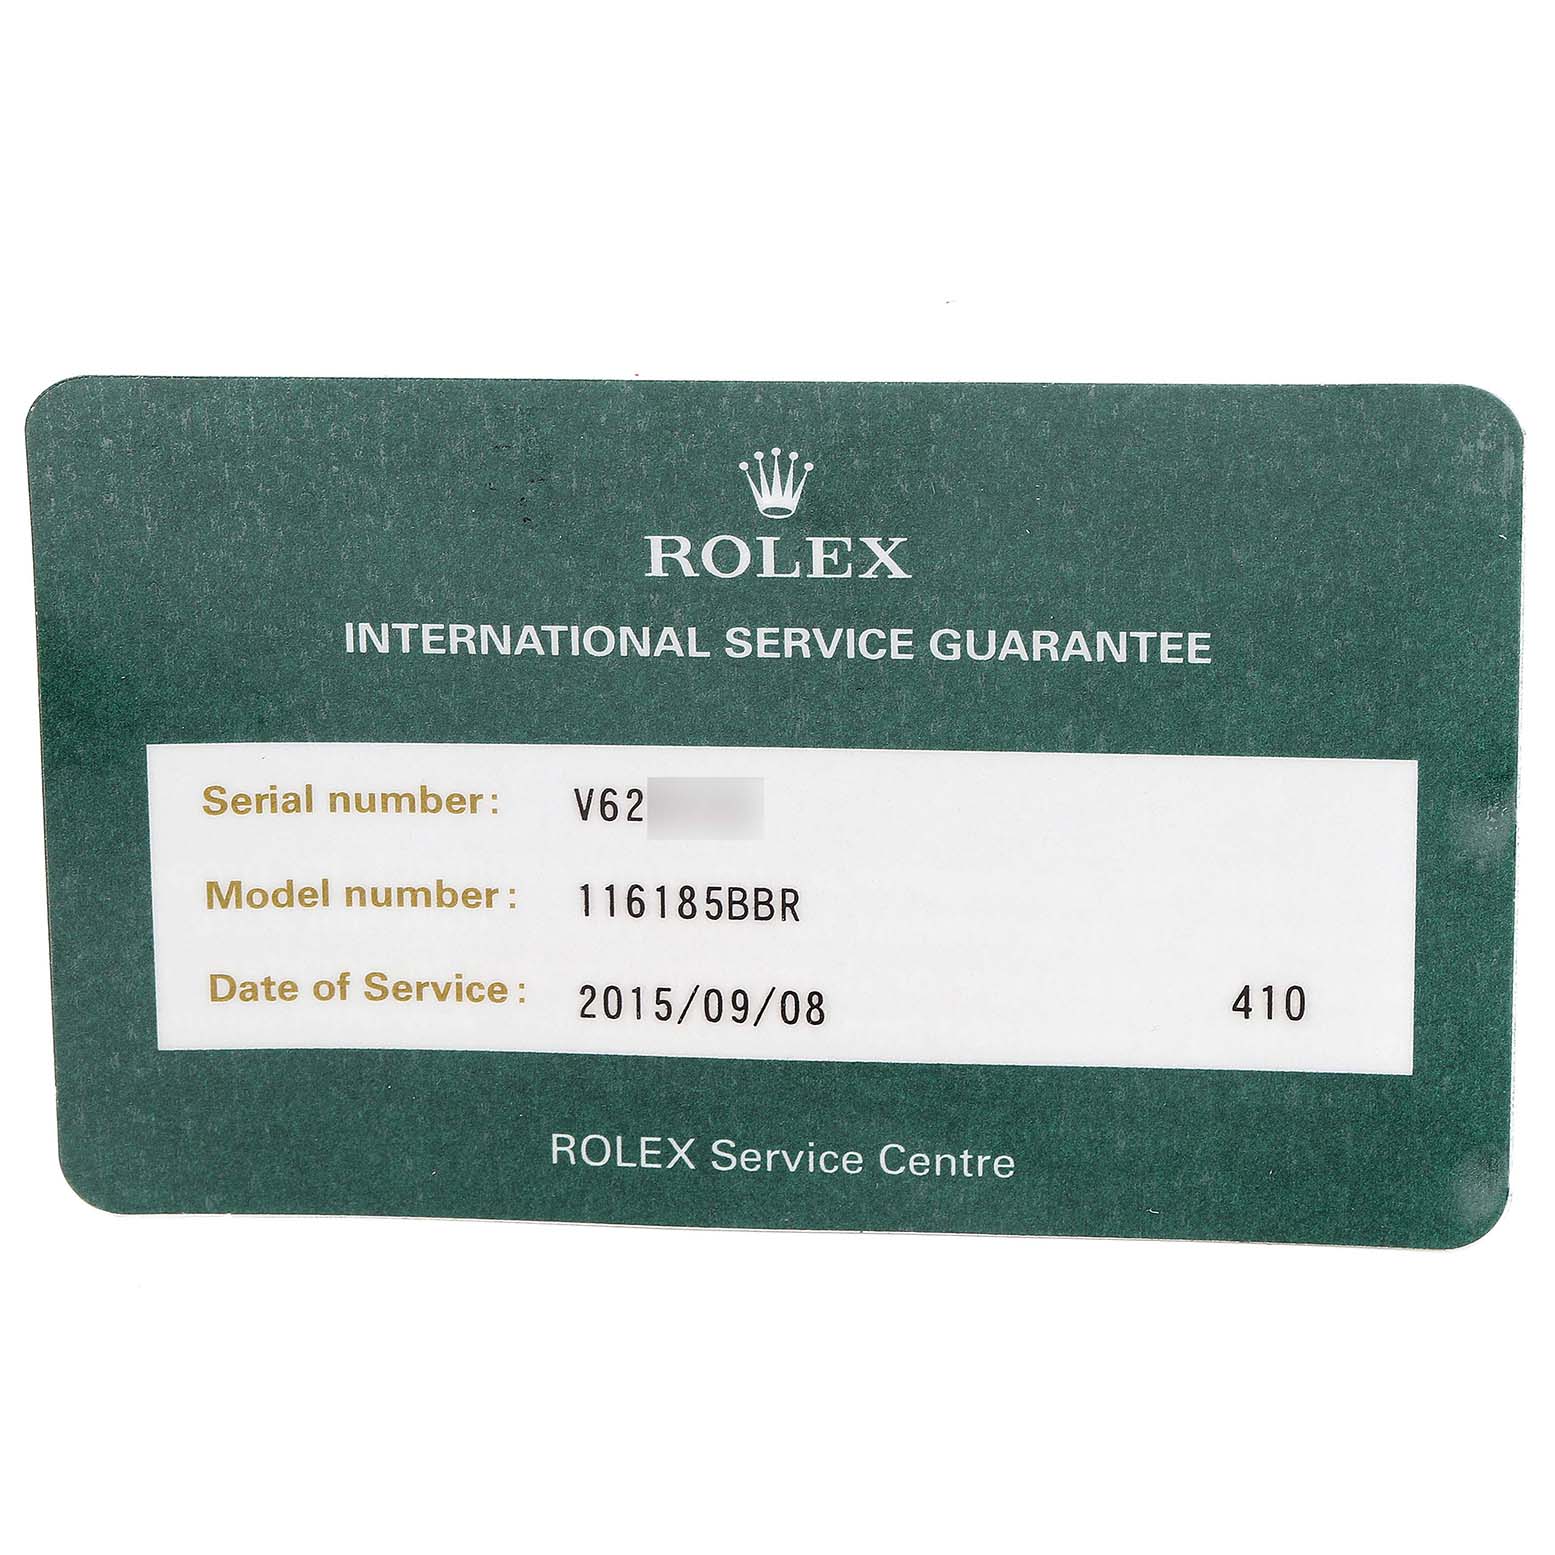 ROLEX
INTERNATIONAL SERVICE GUARANTEE
Serial number: V62
Model number: 116185BBR
Date of Service: 2015/09/08 410
ROLEX Service Centre